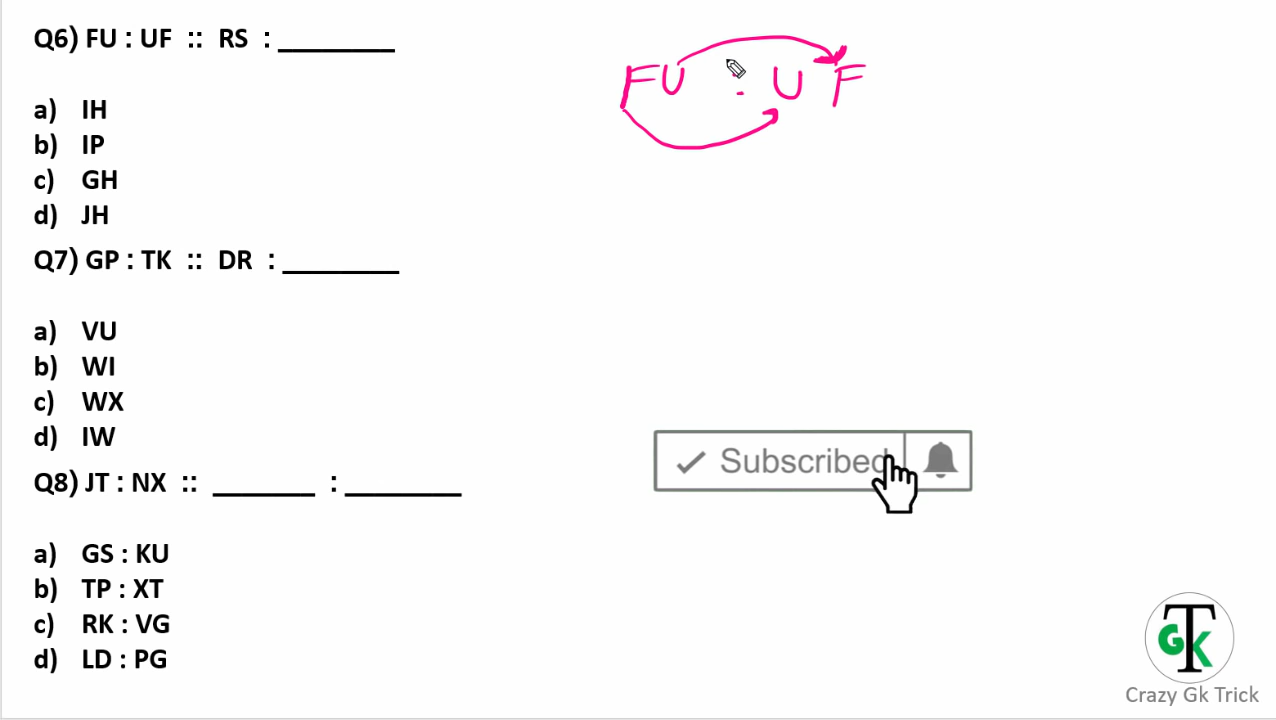 Q6) FU : UF :: RS : ________
FU : UF
a) IH
b) IP
c) GH
d) JH
Q7) GP : TK :: DR : ________
a) VU
b) WI
c) WX
d) IW
Q8) JT : NX :: _______ : ________
Subscribed
a) GS : KU
b) TP : XT
c) RK : VG
d) LD : PG
GTK
Crazy Gk Trick